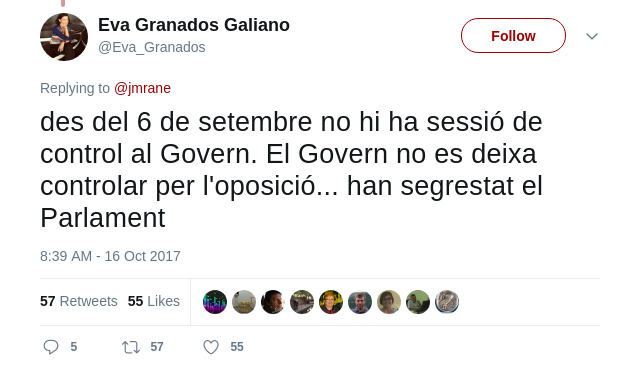 Eva Granados Galiano
@Eva_Granados
Follow
Replying to @jmrane
des del 6 de setembre no hi ha sessió de
control al Govern. El Govern no es deixa
controlar per l'oposició... han segrestat el
Parlament
8:39 AM - 16 Oct 2017
57 Retweets 55 Likes
5 57 55